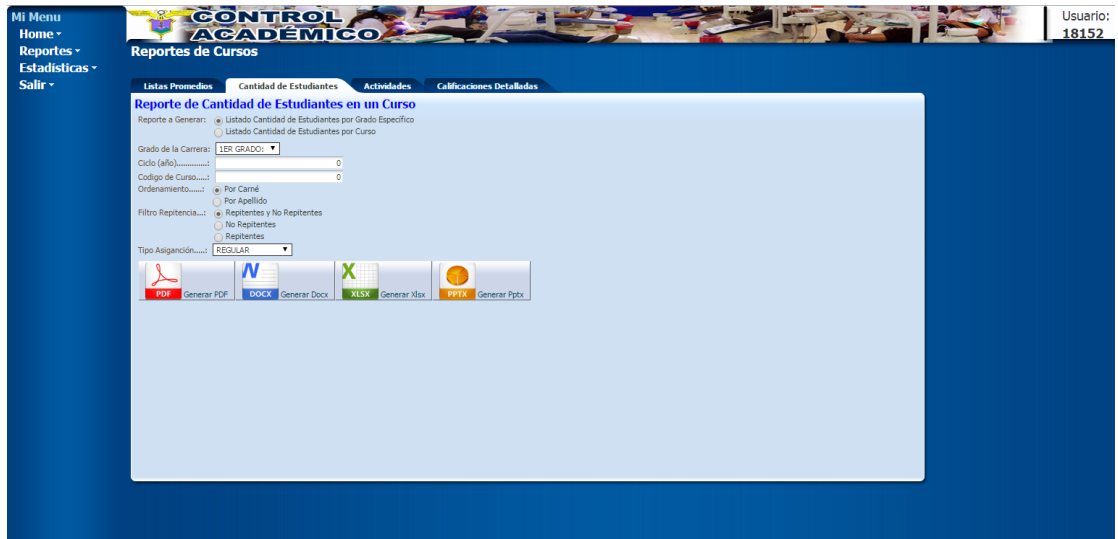 Mi Menu
Home
Reportes
Estadísticas
Salir
CONTROL
ACADÉMICO
Usuario:
18152
Reportes de Cursos
Listas Promedios Cantidad de Estudiantes Actividades Calificaciones Detalladas
Reporte de Cantidad de Estudiantes en un Curso
Reporte a Generar: Listado Cantidad de Estudiantes por Grado Específico
Listado Cantidad de Estudiantes por Curso
Grado de la Carrera: 1ER GRADO:
Ciclo (año).............: 0
Codigo de Curso.....: 0
Ordenamiento......: Por Carné
Por Apellido
Filtro Repitencia...: Repitentes y No Repitentes
No Repitentes
Repitentes
Tipo Asiganción.....: REGULAR
PDF Generar PDF W DOCX Generar Docx X XLSX Generar Xlsx PPTX Generar Pptx